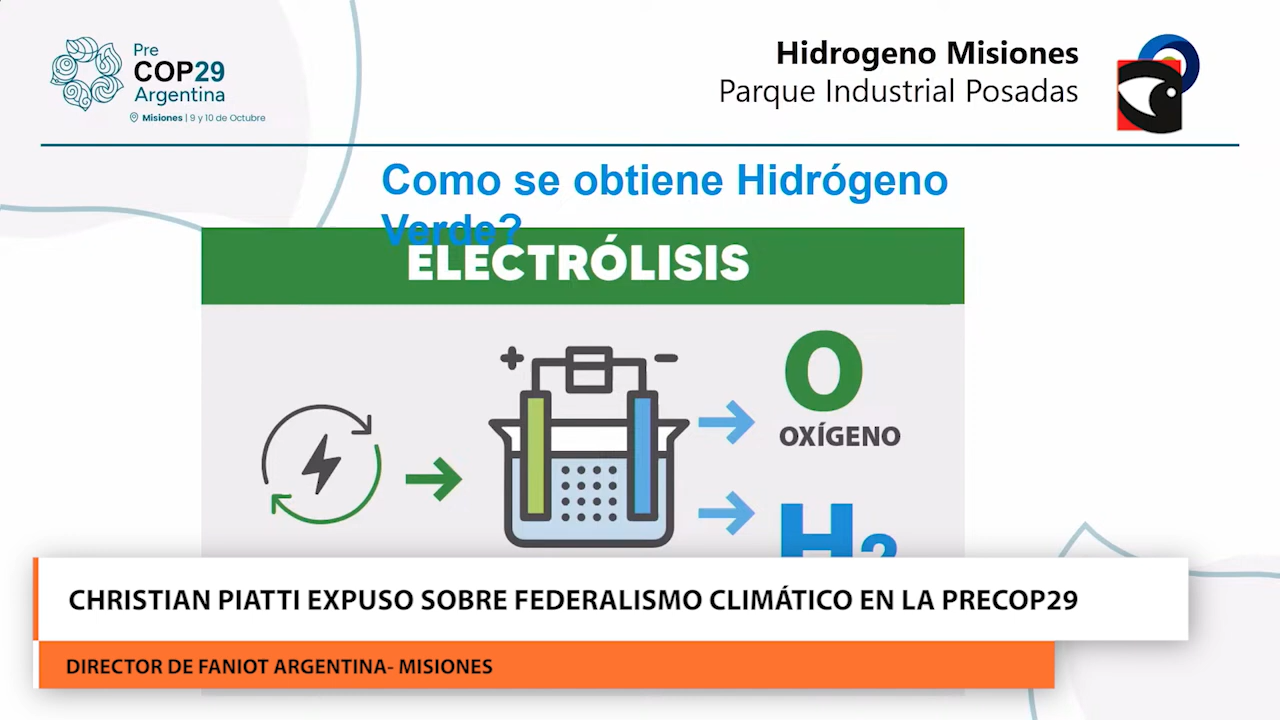 Pre
COP29
Argentina
Misiones | 9 y 10 de Octubre
Hidrogeno Misiones
Parque Industrial Posadas
Como se obtiene Hidrógeno
Verde?
ELECTRÓLISIS
+ −
O
OXÍGENO
H2
CHRISTIAN PIATTI EXPUSO SOBRE FEDERALISMO CLIMÁTICO EN LA PRECOP29
DIRECTOR DE FANIOT ARGENTINA- MISIONES